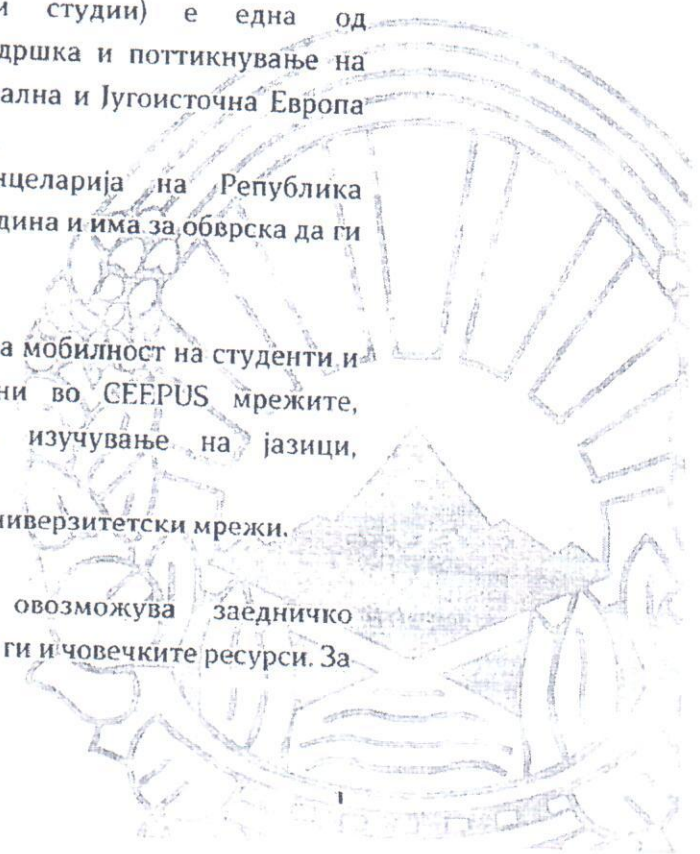 и студии) е една од
дршка и поттикнување на
ална и Југоисточна Европа
нцеларија на Република
дина и има за обврска да ги
а мобилност на студенти и
ни во CEEPUS мрежите,
изучување на јазици,
ниверзитетски мрежи.
овозможува заедничко
ги и човечките ресурси. За